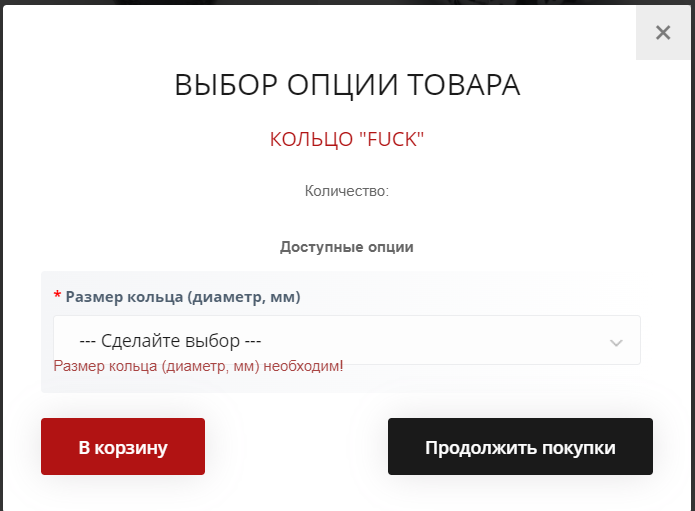 ВЫБОР ОПЦИИ ТОВАРА
КОЛЬЦО "FUCK"
Количество:
Доступные опции
* Размер кольца (диаметр, мм)
--- Сделайте выбор ---
Размер кольца (диаметр, мм) необходим!
В корзину
Продолжить покупки